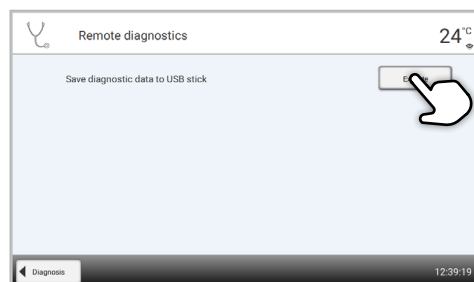 Remote diagnostics
24°C
Save diagnostic data to USB stick
Diagnosis
12:39:19